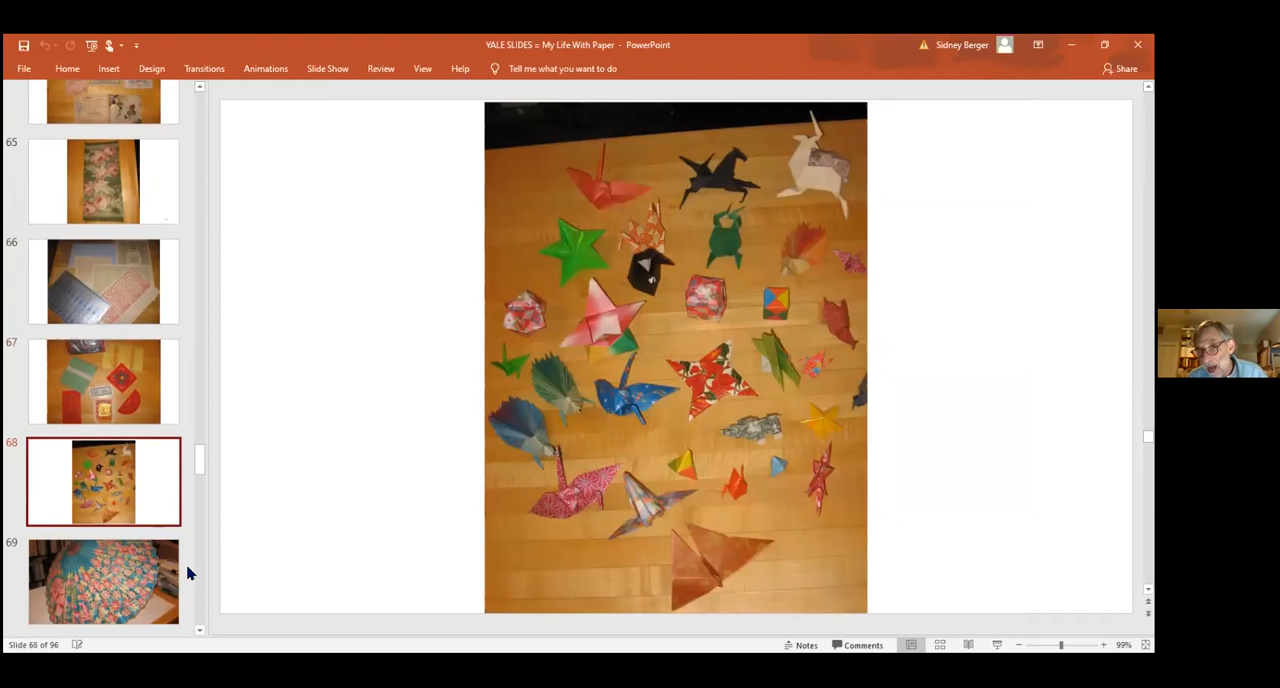 YALE SLIDES = My Life With Paper - PowerPoint
Sidney Berger
File Home Insert Design Transitions Animations Slide Show Review View Help Tell me what you want to do
Share
65
66
67
68
69
Slide 68 of 96
Notes Comments
99%